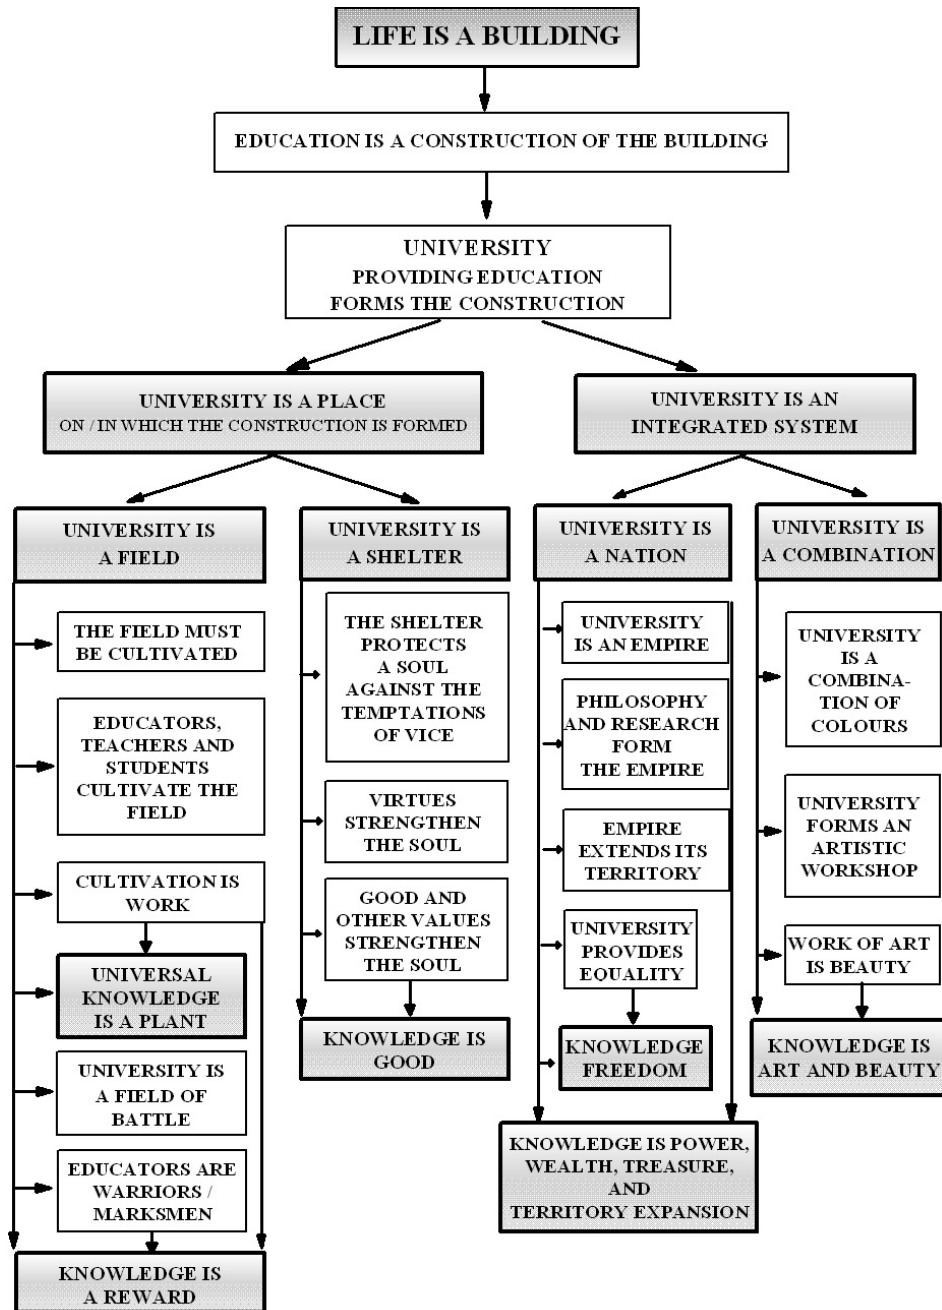 LIFE IS A BUILDING
EDUCATION IS A CONSTRUCTION OF THE BUILDING
UNIVERSITY
PROVIDING EDUCATION
FORMS THE CONSTRUCTION
UNIVERSITY IS A PLACE
ON / IN WHICH THE CONSTRUCTION IS FORMED
UNIVERSITY IS AN
INTEGRATED SYSTEM
UNIVERSITY IS
A FIELD
UNIVERSITY IS
A SHELTER
UNIVERSITY IS
A NATION
UNIVERSITY IS
A COMBINATION
THE FIELD MUST
BE CULTIVATED
EDUCATORS,
TEACHERS AND
STUDENTS
CULTIVATE THE
FIELD
CULTIVATION IS
WORK
UNIVERSAL
KNOWLEDGE
IS A PLANT
UNIVERSITY IS
A FIELD OF
BATTLE
EDUCATORS ARE
WARRIORS /
MARKSMEN
KNOWLEDGE IS
A REWARD
THE SHELTER
PROTECTS
A SOUL
AGAINST THE
TEMPTATIONS
OF VICE
VIRTUES
STRENGTHEN
THE SOUL
GOOD AND
OTHER VALUES
STRENGTHEN
THE SOUL
KNOWLEDGE IS
GOOD
UNIVERSITY
IS AN EMPIRE
PHILOSOPHY
AND RESEARCH
FORM
THE EMPIRE
EMPIRE
EXTENDS ITS
TERRITORY
UNIVERSITY
PROVIDES
EQUALITY
KNOWLEDGE
FREEDOM
KNOWLEDGE IS POWER,
WEALTH, TREASURE,
AND
TERRITORY EXPANSION
UNIVERSITY
IS A
COMBINA-
TION OF
COLOURS
UNIVERSITY
FORMS AN
ARTISTIC
WORKSHOP
WORK OF ART
IS BEAUTY
KNOWLEDGE IS
ART AND BEAUTY